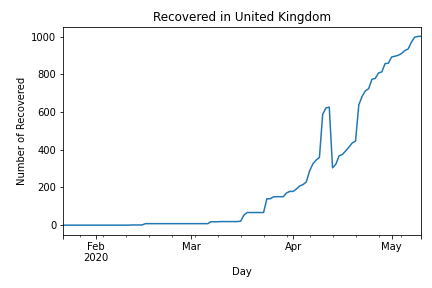 Recovered in United Kingdom
Number of Recovered
1000
800
600
400
200
0
Feb
2020
Mar
Apr
May
Day